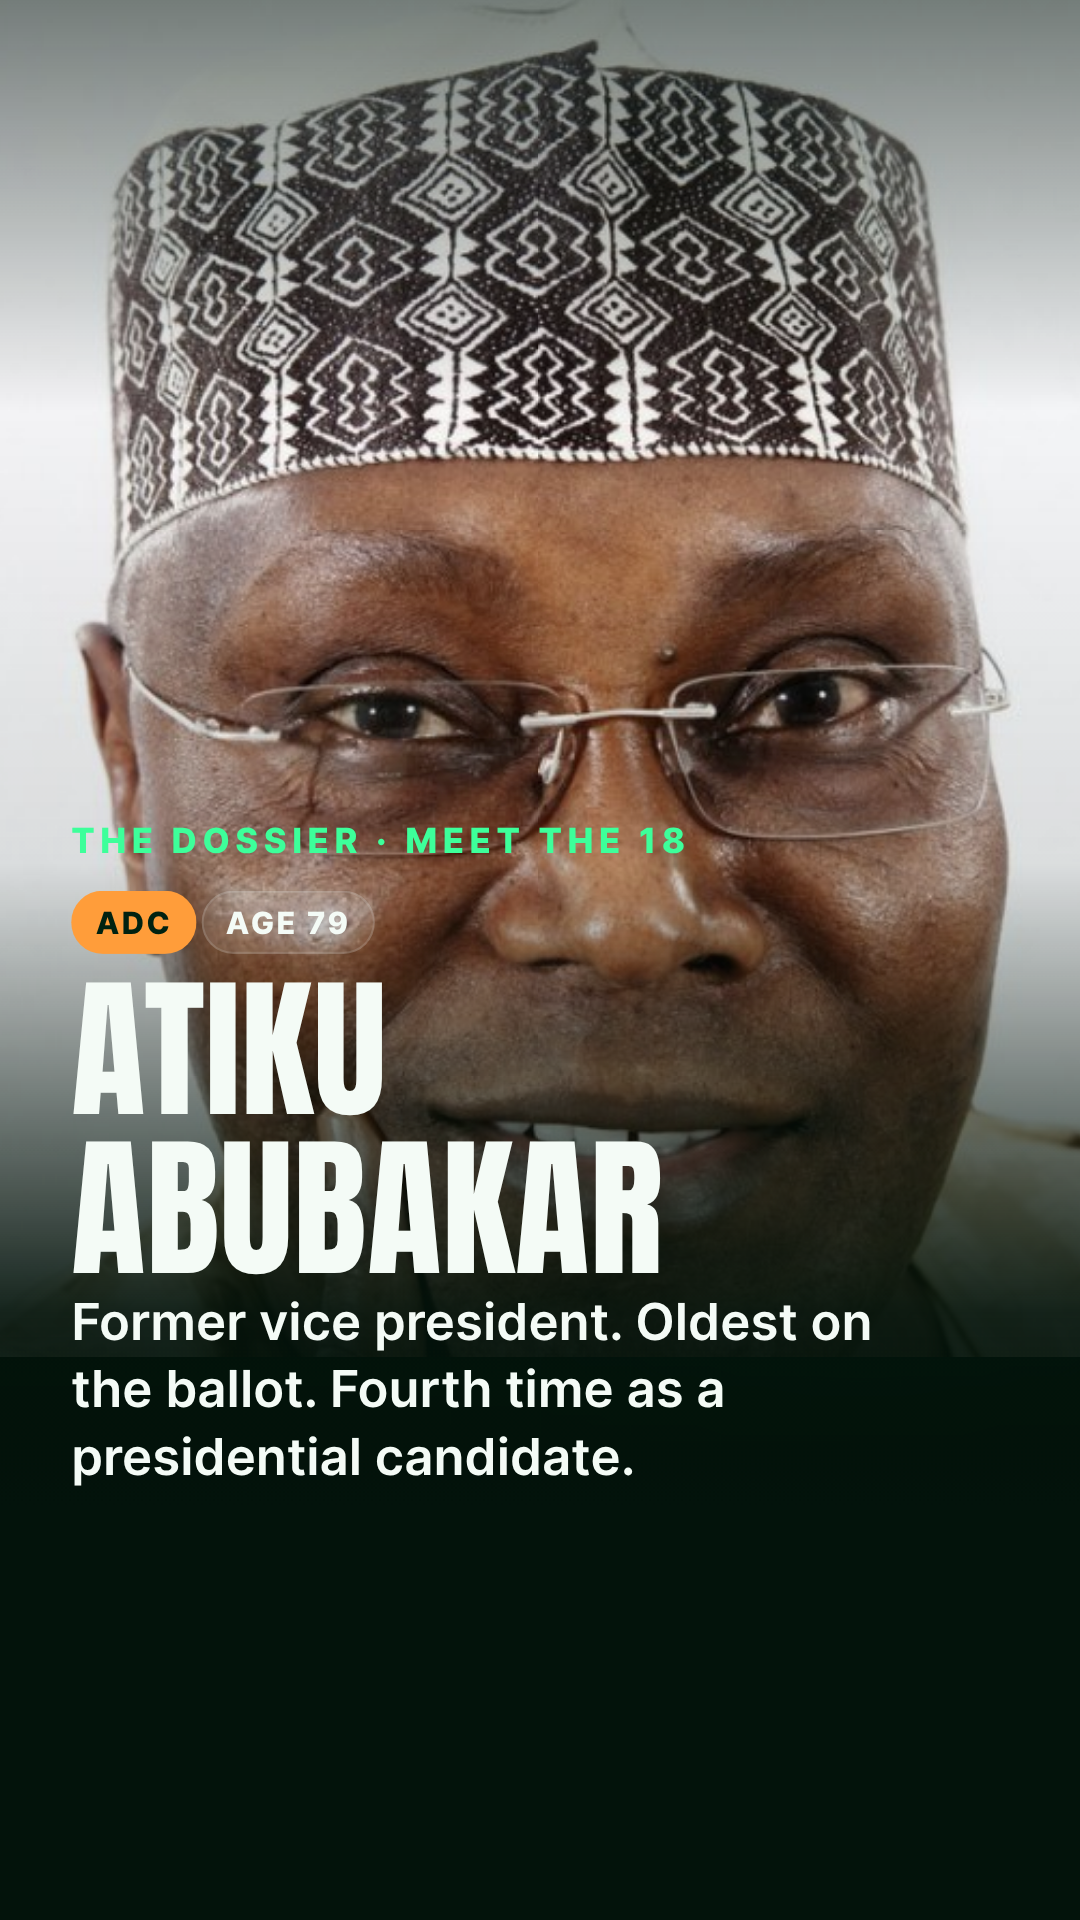 THE DOSSIER · MEET THE 18
ADC AGE 79
ATIKU
ABUBAKAR
Former vice president. Oldest on
the ballot. Fourth time as a
presidential candidate.